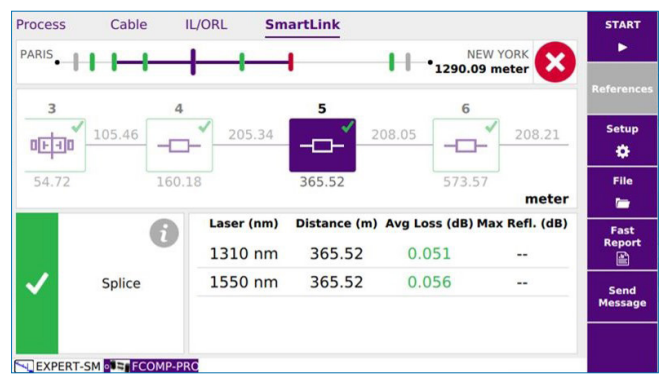 Process Cable IL/ORL SmartLink START
PARIS NEW YORK
1290.09 meter
References
3 4 5 6
105.46 205.34 208.05 208.21
54.72 160.18 365.52 573.57
meter
Setup
File
Fast
Report
Send
Message
i
Splice
Laser (nm) Distance (m) Avg Loss (dB) Max Refl. (dB)
1310 nm 365.52 0.051 --
1550 nm 365.52 0.056 --
EXPERT-SM FCOMP-PRO